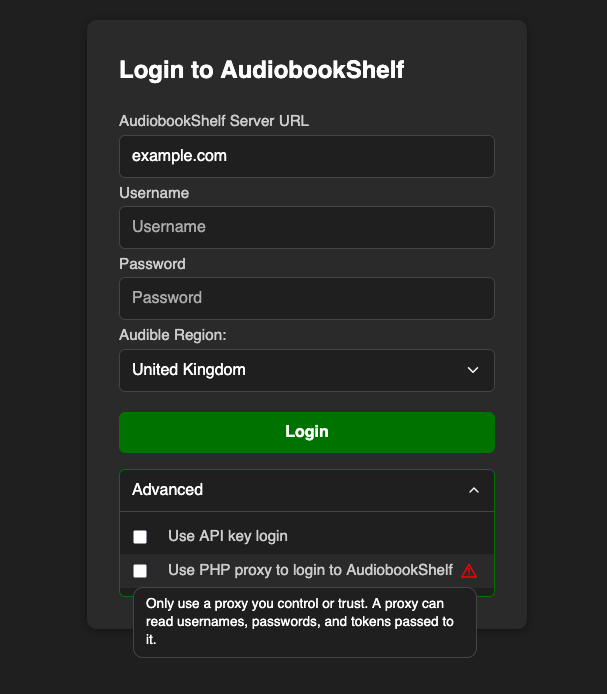 Login to AudiobookShelf
AudiobookShelf Server URL
example.com
Username
Username
Password
Password
Audible Region:
United Kingdom
Login
Advanced
Use API key login
Use PHP proxy to login to AudiobookShelf
Only use a proxy you control or trust. A proxy can
read usernames, passwords, and tokens passed to
it.